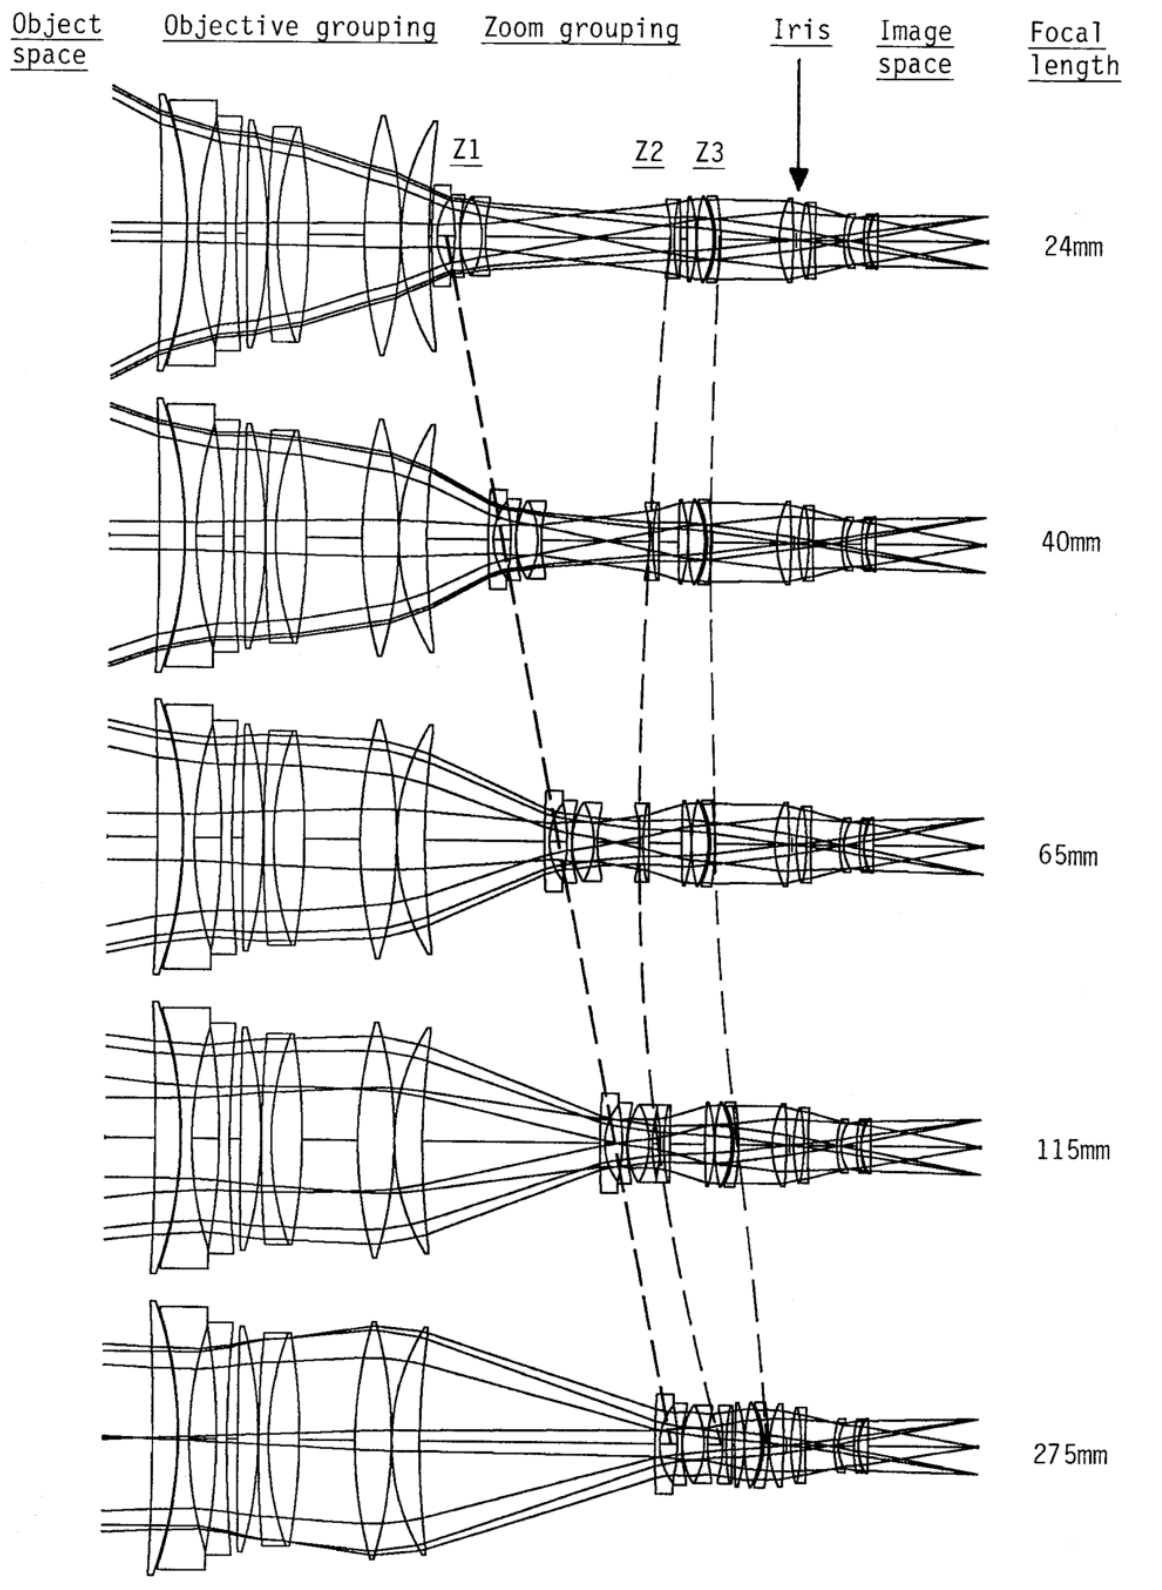 Object space
Objective grouping
Zoom grouping
Iris
Image space
Focal length
Z1
Z2
Z3
24mm
40mm
65mm
115mm
275mm